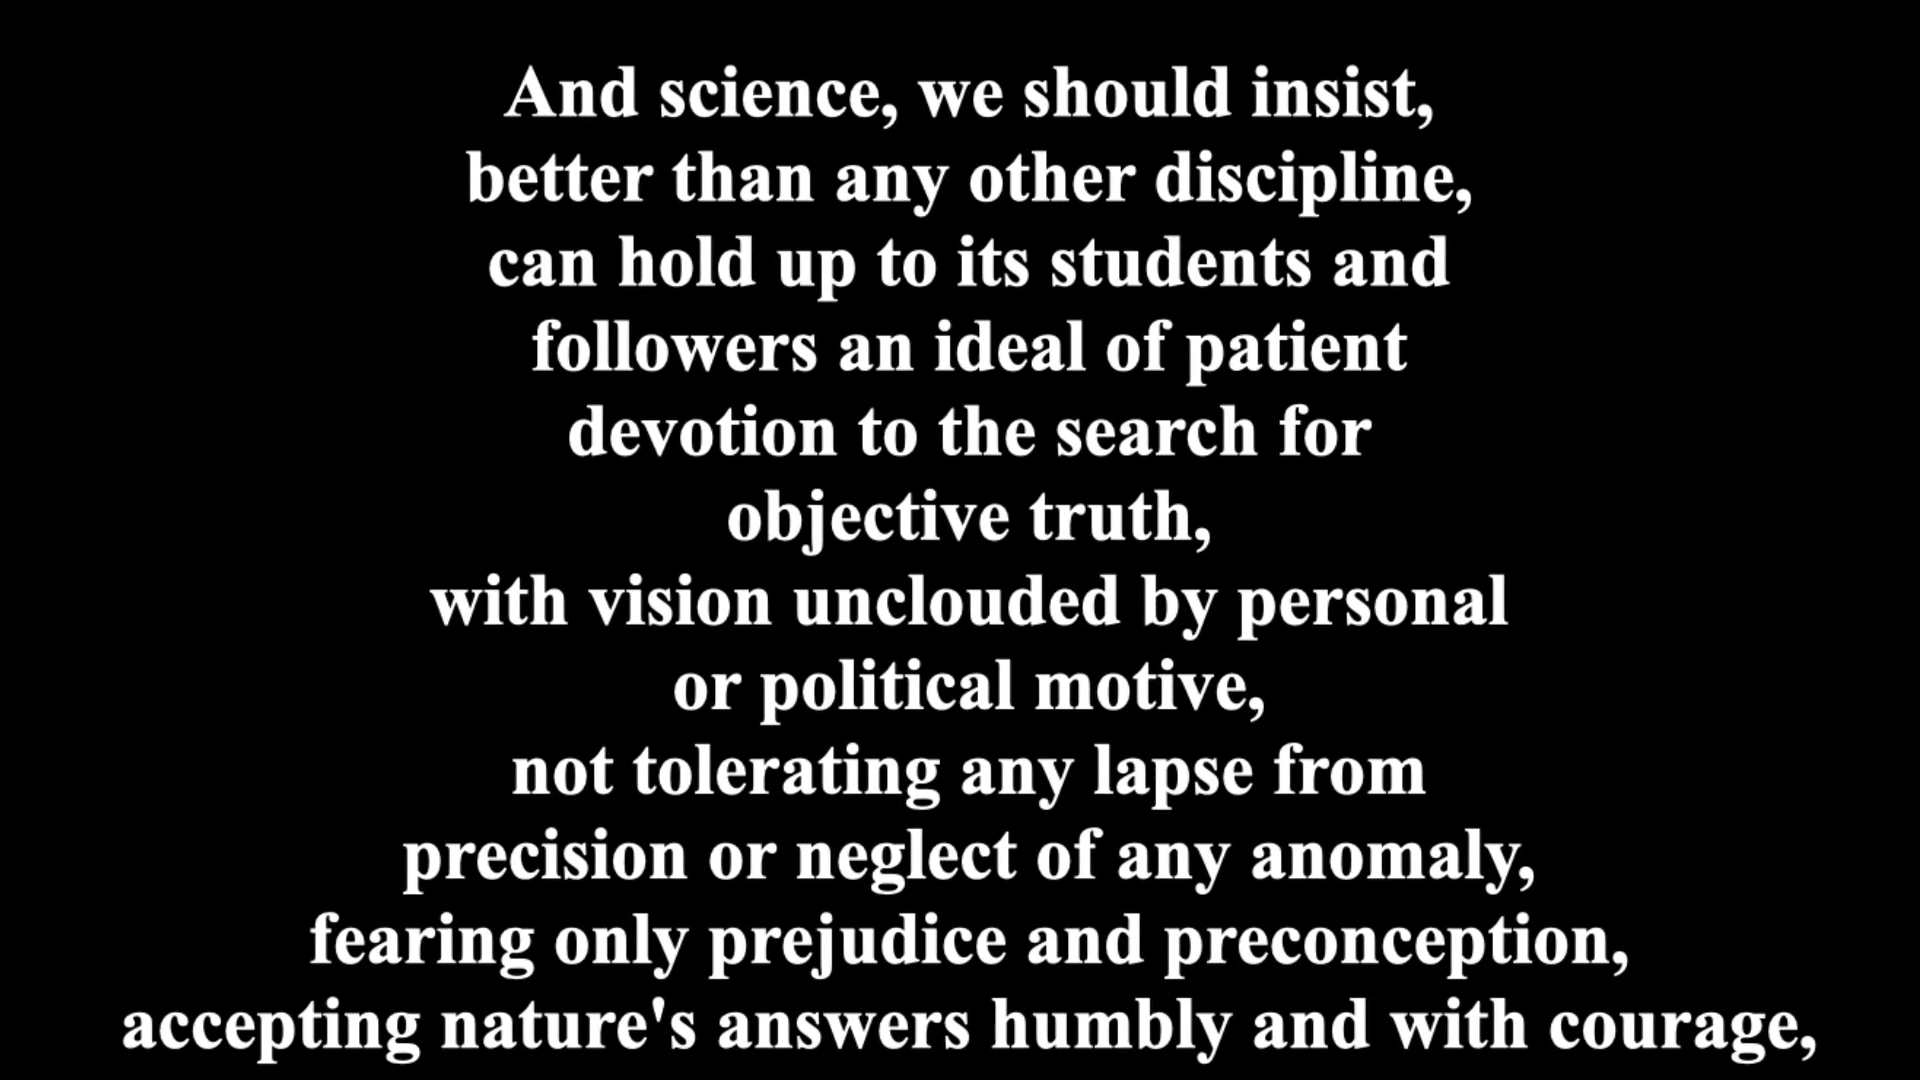 And science, we should insist,
better than any other discipline,
can hold up to its students and
followers an ideal of patient
devotion to the search for
objective truth,
with vision unclouded by personal
or political motive,
not tolerating any lapse from
precision or neglect of any anomaly,
fearing only prejudice and preconception,
accepting nature's answers humbly and with courage,